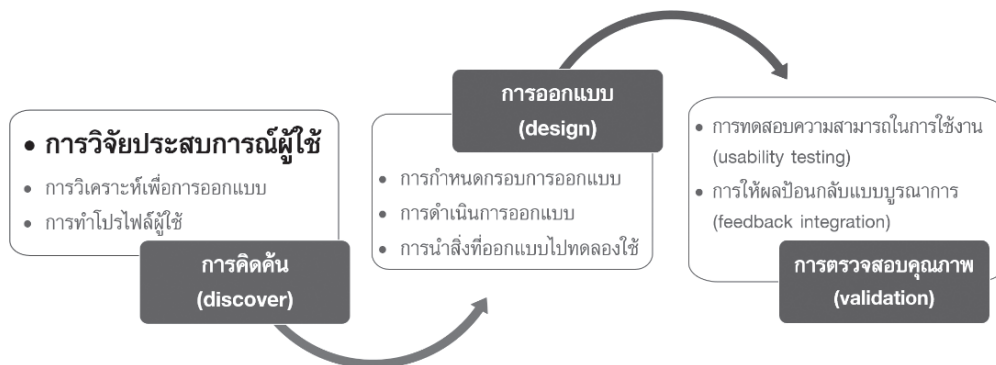 • การวิจัยประสบการณ์ผู้ใช้
• การวิเคราะห์เพื่อการออกแบบ
• การทำโปรไฟล์ผู้ใช้
การคิดค้น
(discover)
การออกแบบ
(design)
• การกำหนดกรอบการออกแบบ
• การดำเนินการออกแบบ
• การนำสิ่งที่ออกแบบไปทดลองใช้
• การทดสอบความสามารถในการใช้งาน
(usability testing)
• การให้ผลป้อนกลับแบบบูรณาการ
(feedback integration)
การตรวจสอบคุณภาพ
(validation)